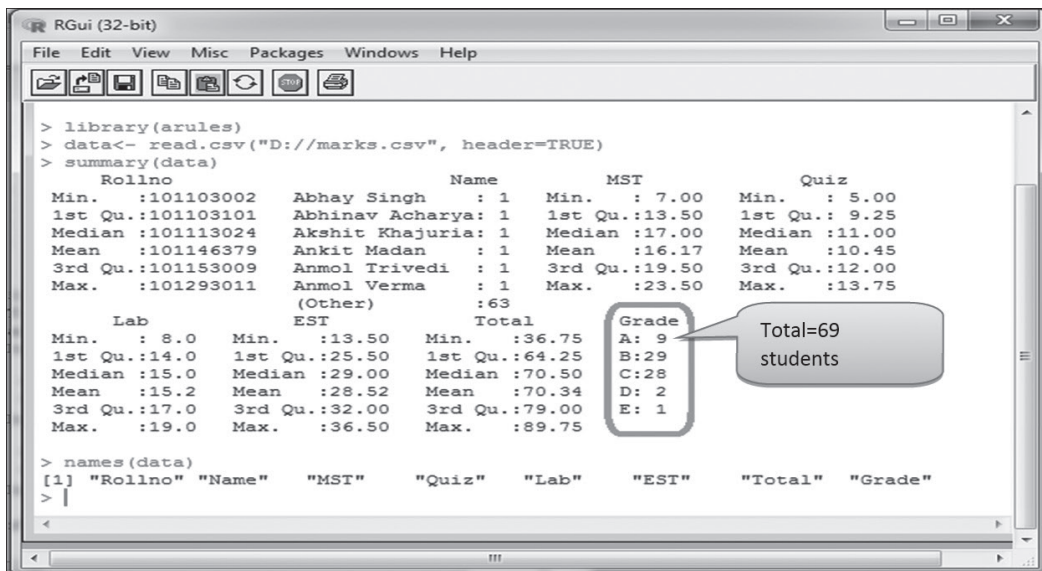 RGui (32-bit)
File Edit View Misc Packages Windows Help
STOP
> library(arules)
> data<- read.csv("D://marks.csv", header=TRUE)
> summary(data)
Rollno Name MST Quiz
Min. :101103002 Abhay Singh : 1 Min. : 7.00 Min. : 5.00
1st Qu.:101103101 Abhinav Acharya: 1 1st Qu.:13.50 1st Qu.: 9.25
Median :101113024 Akshit Khajuria: 1 Median :17.00 Median :11.00
Mean :101146379 Ankit Madan : 1 Mean :16.17 Mean :10.45
3rd Qu.:101153009 Anmol Trivedi : 1 3rd Qu.:19.50 3rd Qu.:12.00
Max. :101293011 Anmol Verma : 1 Max. :23.50 Max. :13.75
(Other) :63
Lab EST Total Grade
Min. : 8.0 Min. :13.50 Min. :36.75 A: 9
1st Qu.:14.0 1st Qu.:25.50 1st Qu.:64.25 B:29
Median :15.0 Median :29.00 Median :70.50 C:28
Mean :15.2 Mean :28.52 Mean :70.34 D: 2
3rd Qu.:17.0 3rd Qu.:32.00 3rd Qu.:79.00 E: 1
Max. :19.0 Max. :36.50 Max. :89.75
Total=69
students
> names(data)
[1] "Rollno" "Name" "MST" "Quiz" "Lab" "EST" "Total" "Grade"
>